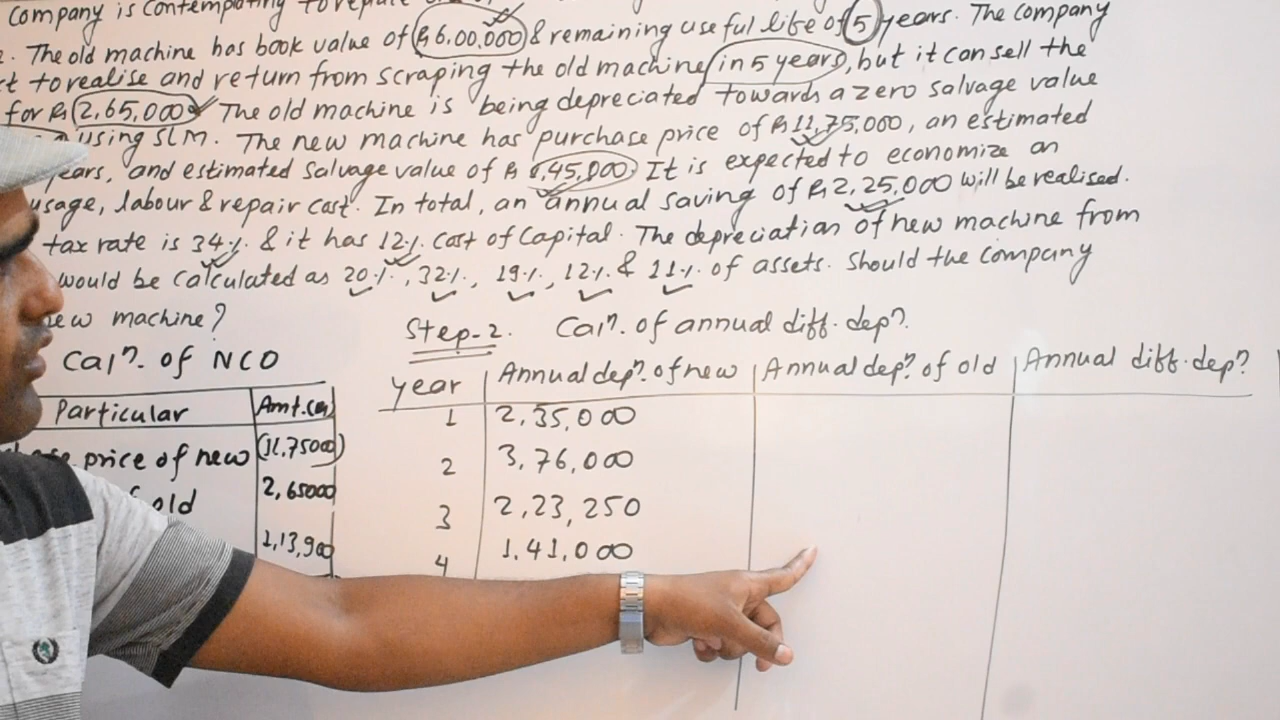 Company is contemplating to replace
. The old machine has book value of ₨ 6,00,000 & remaining useful life of 5 years. The company
ct to realise and return from scraping the old machine in 5 years, but it can sell the
for ₨ 2,65,000. The old machine is being depreciated towards a zero salvage value
using SLM. The new machine has purchase price of ₨ 11,75,000, an estimated
years, and estimated salvage value of ₨ 1,45,000. It is expected to economize on
usage, labour & repair cost. In total, an annual saving of ₨ 2,25,000 will be realised.
tax rate is 34%. & it has 12% cost of capital. The depreciation of new machine from
would be calculated as 20%, 32%, 19%, 12% & 11% of assets. Should the company
new machine?
Step-2. Calⁿ. of annual diff. depⁿ.
Calⁿ. of NCO
Particular Amt.(₨)
price of new (11,75000)
old 2,65000
1,13,900
year Annual depⁿ. of new Annual depⁿ. of old Annual diff. depⁿ
1 2,35,000
2 3,76,000
3 2,23,250
4 1,41,000